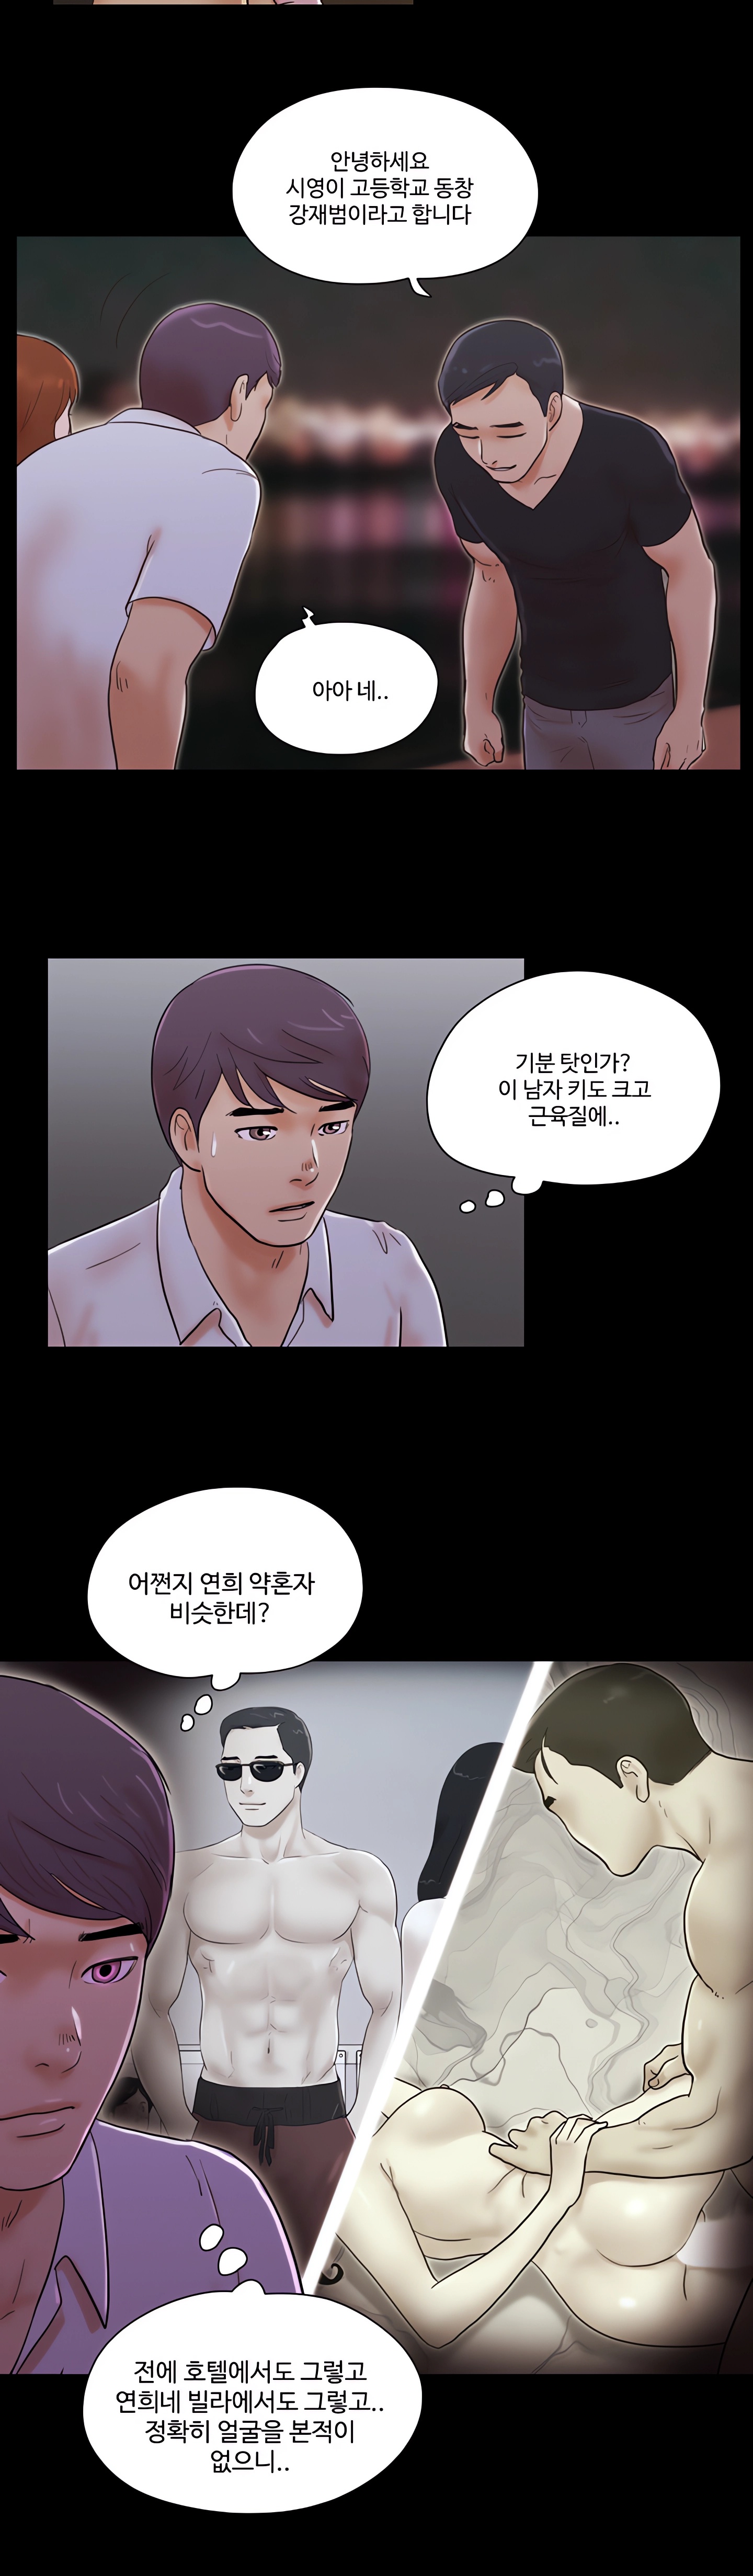 안녕하세요
시영이 고등학교 동창
강재범이라고 합니다
아아 네..
기분 탓인가?
이 남자 키도 크고
근육질에..
어쩐지 연희 약혼자
비슷한데?
전에 호텔에서도 그렇고
연희네 빌라에서도 그렇고..
정확히 얼굴을 본적이
없으니..